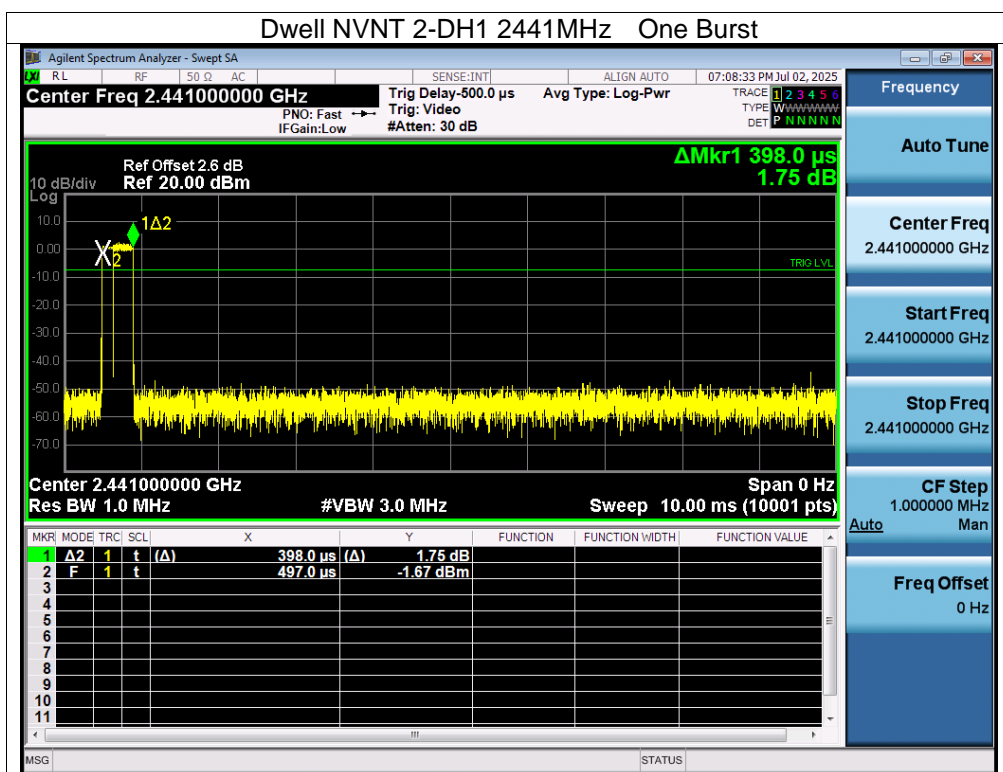 Dwell NVNT 2-DH1 2441MHz One Burst
Agilent Spectrum Analyzer - Swept SA
LXI RL RF 50 Ω AC SENSE:INT ALIGN AUTO 07:08:33 PM Jul 02, 2025
Center Freq 2.441000000 GHz Trig Delay-500.0 µs Avg Type: Log-Pwr TRACE 1 2 3 4 5 6
PNO: Fast Trig: Video TYPE WWWWWWW
IFGain:Low #Atten: 30 dB DET P N N N N N
ΔMkr1 398.0 µs
1.75 dB
Ref Offset 2.6 dB
10 dB/div Ref 20.00 dBm
Log
10.0
0.00
-10.0
-20.0
-30.0
-40.0
-50.0
-60.0
-70.0
1Δ2
X2
TRIG LVL
Center 2.441000000 GHz Span 0 Hz
Res BW 1.0 MHz #VBW 3.0 MHz Sweep 10.00 ms (10001 pts)
MKR MODE TRC SCL X Y FUNCTION FUNCTION WIDTH FUNCTION VALUE
1 Δ2 1 t (Δ) 398.0 µs (Δ) 1.75 dB
2 F 1 t 497.0 µs -1.67 dBm
3
4
5
6
7
8
9
10
11
MSG STATUS
Frequency
Auto Tune
Center Freq
2.441000000 GHz
Start Freq
2.441000000 GHz
Stop Freq
2.441000000 GHz
CF Step
1.000000 MHz
Auto Man
Freq Offset
0 Hz